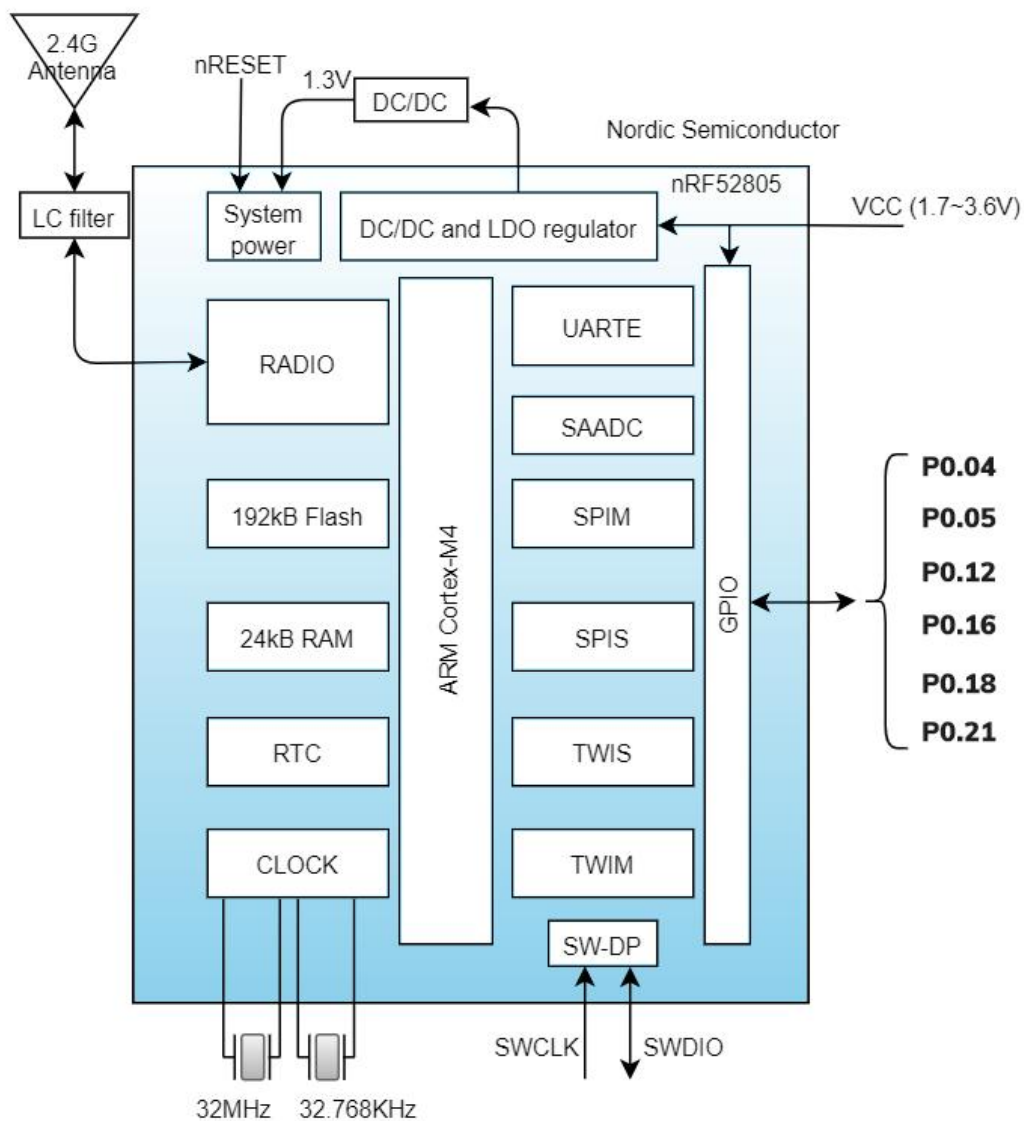 2.4G
Antenna
nRESET
1.3V
DC/DC
Nordic Semiconductor
nRF52805
LC filter
System
power
DC/DC and LDO regulator
VCC (1.7~3.6V)
RADIO
UARTE
SAADC
192kB Flash
SPIM
24kB RAM
SPIS
RTC
TWIS
CLOCK
TWIM
ARM Cortex-M4
GPIO
P0.04
P0.05
P0.12
P0.16
P0.18
P0.21
SW-DP
SWCLK
SWDIO
32MHz
32.768KHz